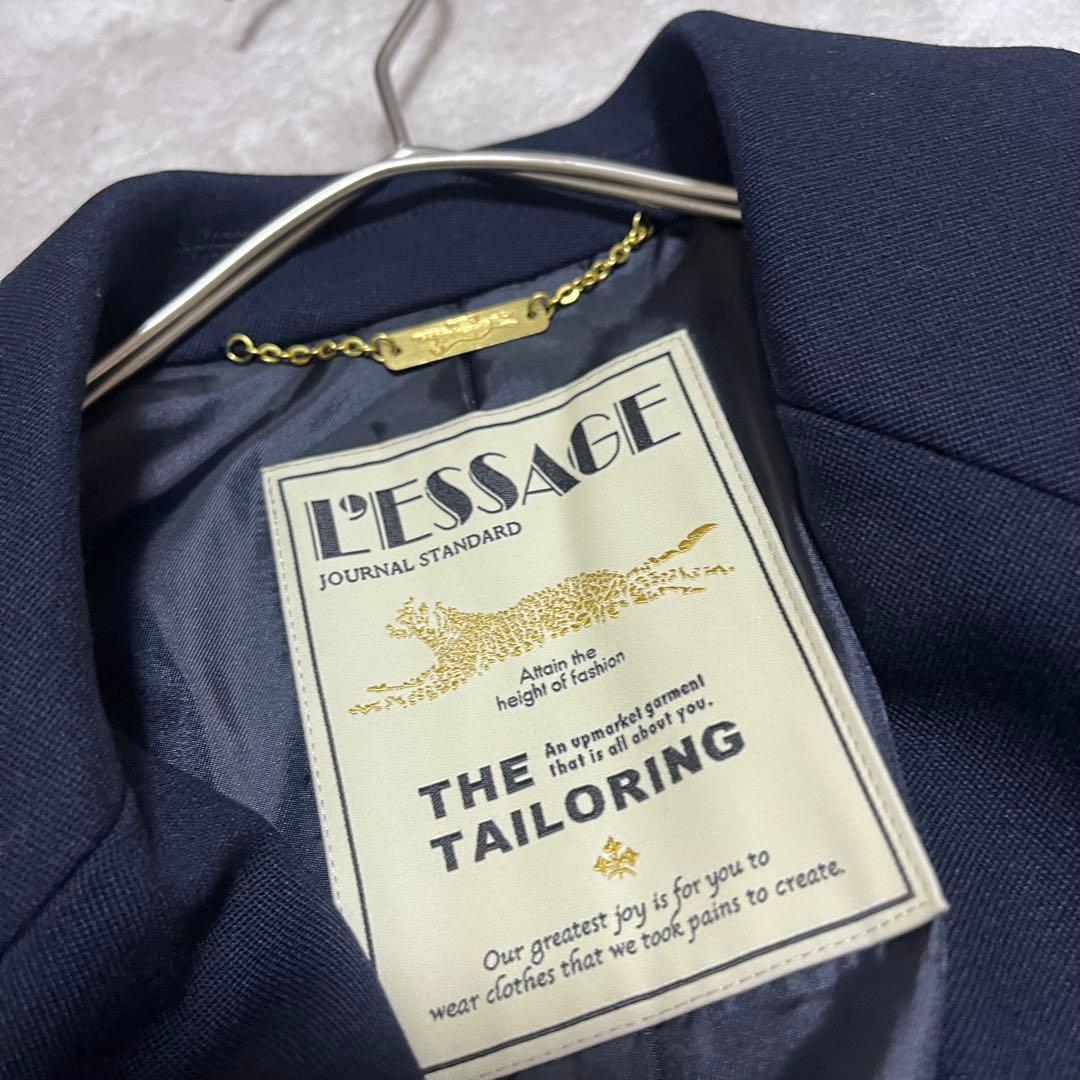 L'ESSAGE
JOURNAL STANDARD
Attain the
height of fashion
An upmarket garment
that is all about you.
THE
TAILORING
Our greatest joy is for you to
wear clothes that we took pains to create.